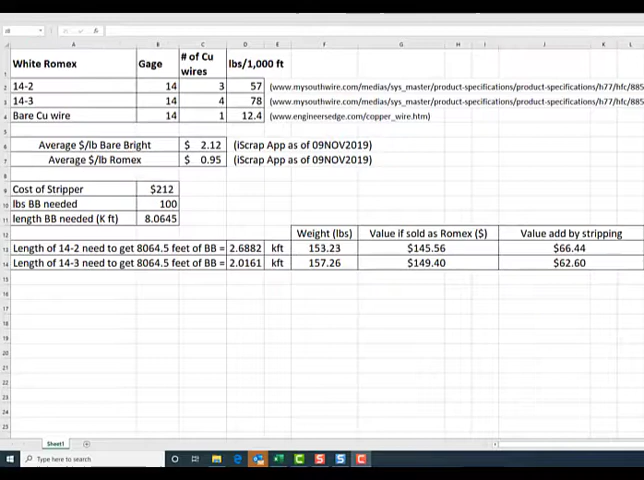 White Romex Gage # of Cu wires lbs/1,000 ft
14-2 14 3 57 (www.mysouthwire.com/medias/sys_master/product-specifications/product-specifications/h77/hfc/885
14-3 14 4 78 (www.mysouthwire.com/medias/sys_master/product-specifications/product-specifications/h77/hfc/885
Bare Cu wire 14 1 12.4 (www.engineersedge.com/copper_wire.htm)
Average $/lb Bare Bright $ 2.12 (iScrap App as of 09NOV2019)
Average $/lb Romex $ 0.95 (iScrap App as of 09NOV2019)
Cost of Stripper $212
lbs BB needed 100
length BB needed (K ft) 8.0645
Weight (lbs) Value if sold as Romex ($) Value add by stripping
Length of 14-2 need to get 8064.5 feet of BB = 2.6882 kft 153.23 $145.56 $66.44
Length of 14-3 need to get 8064.5 feet of BB = 2.0161 kft 157.26 $149.40 $62.60
Sheet1
Type here to search